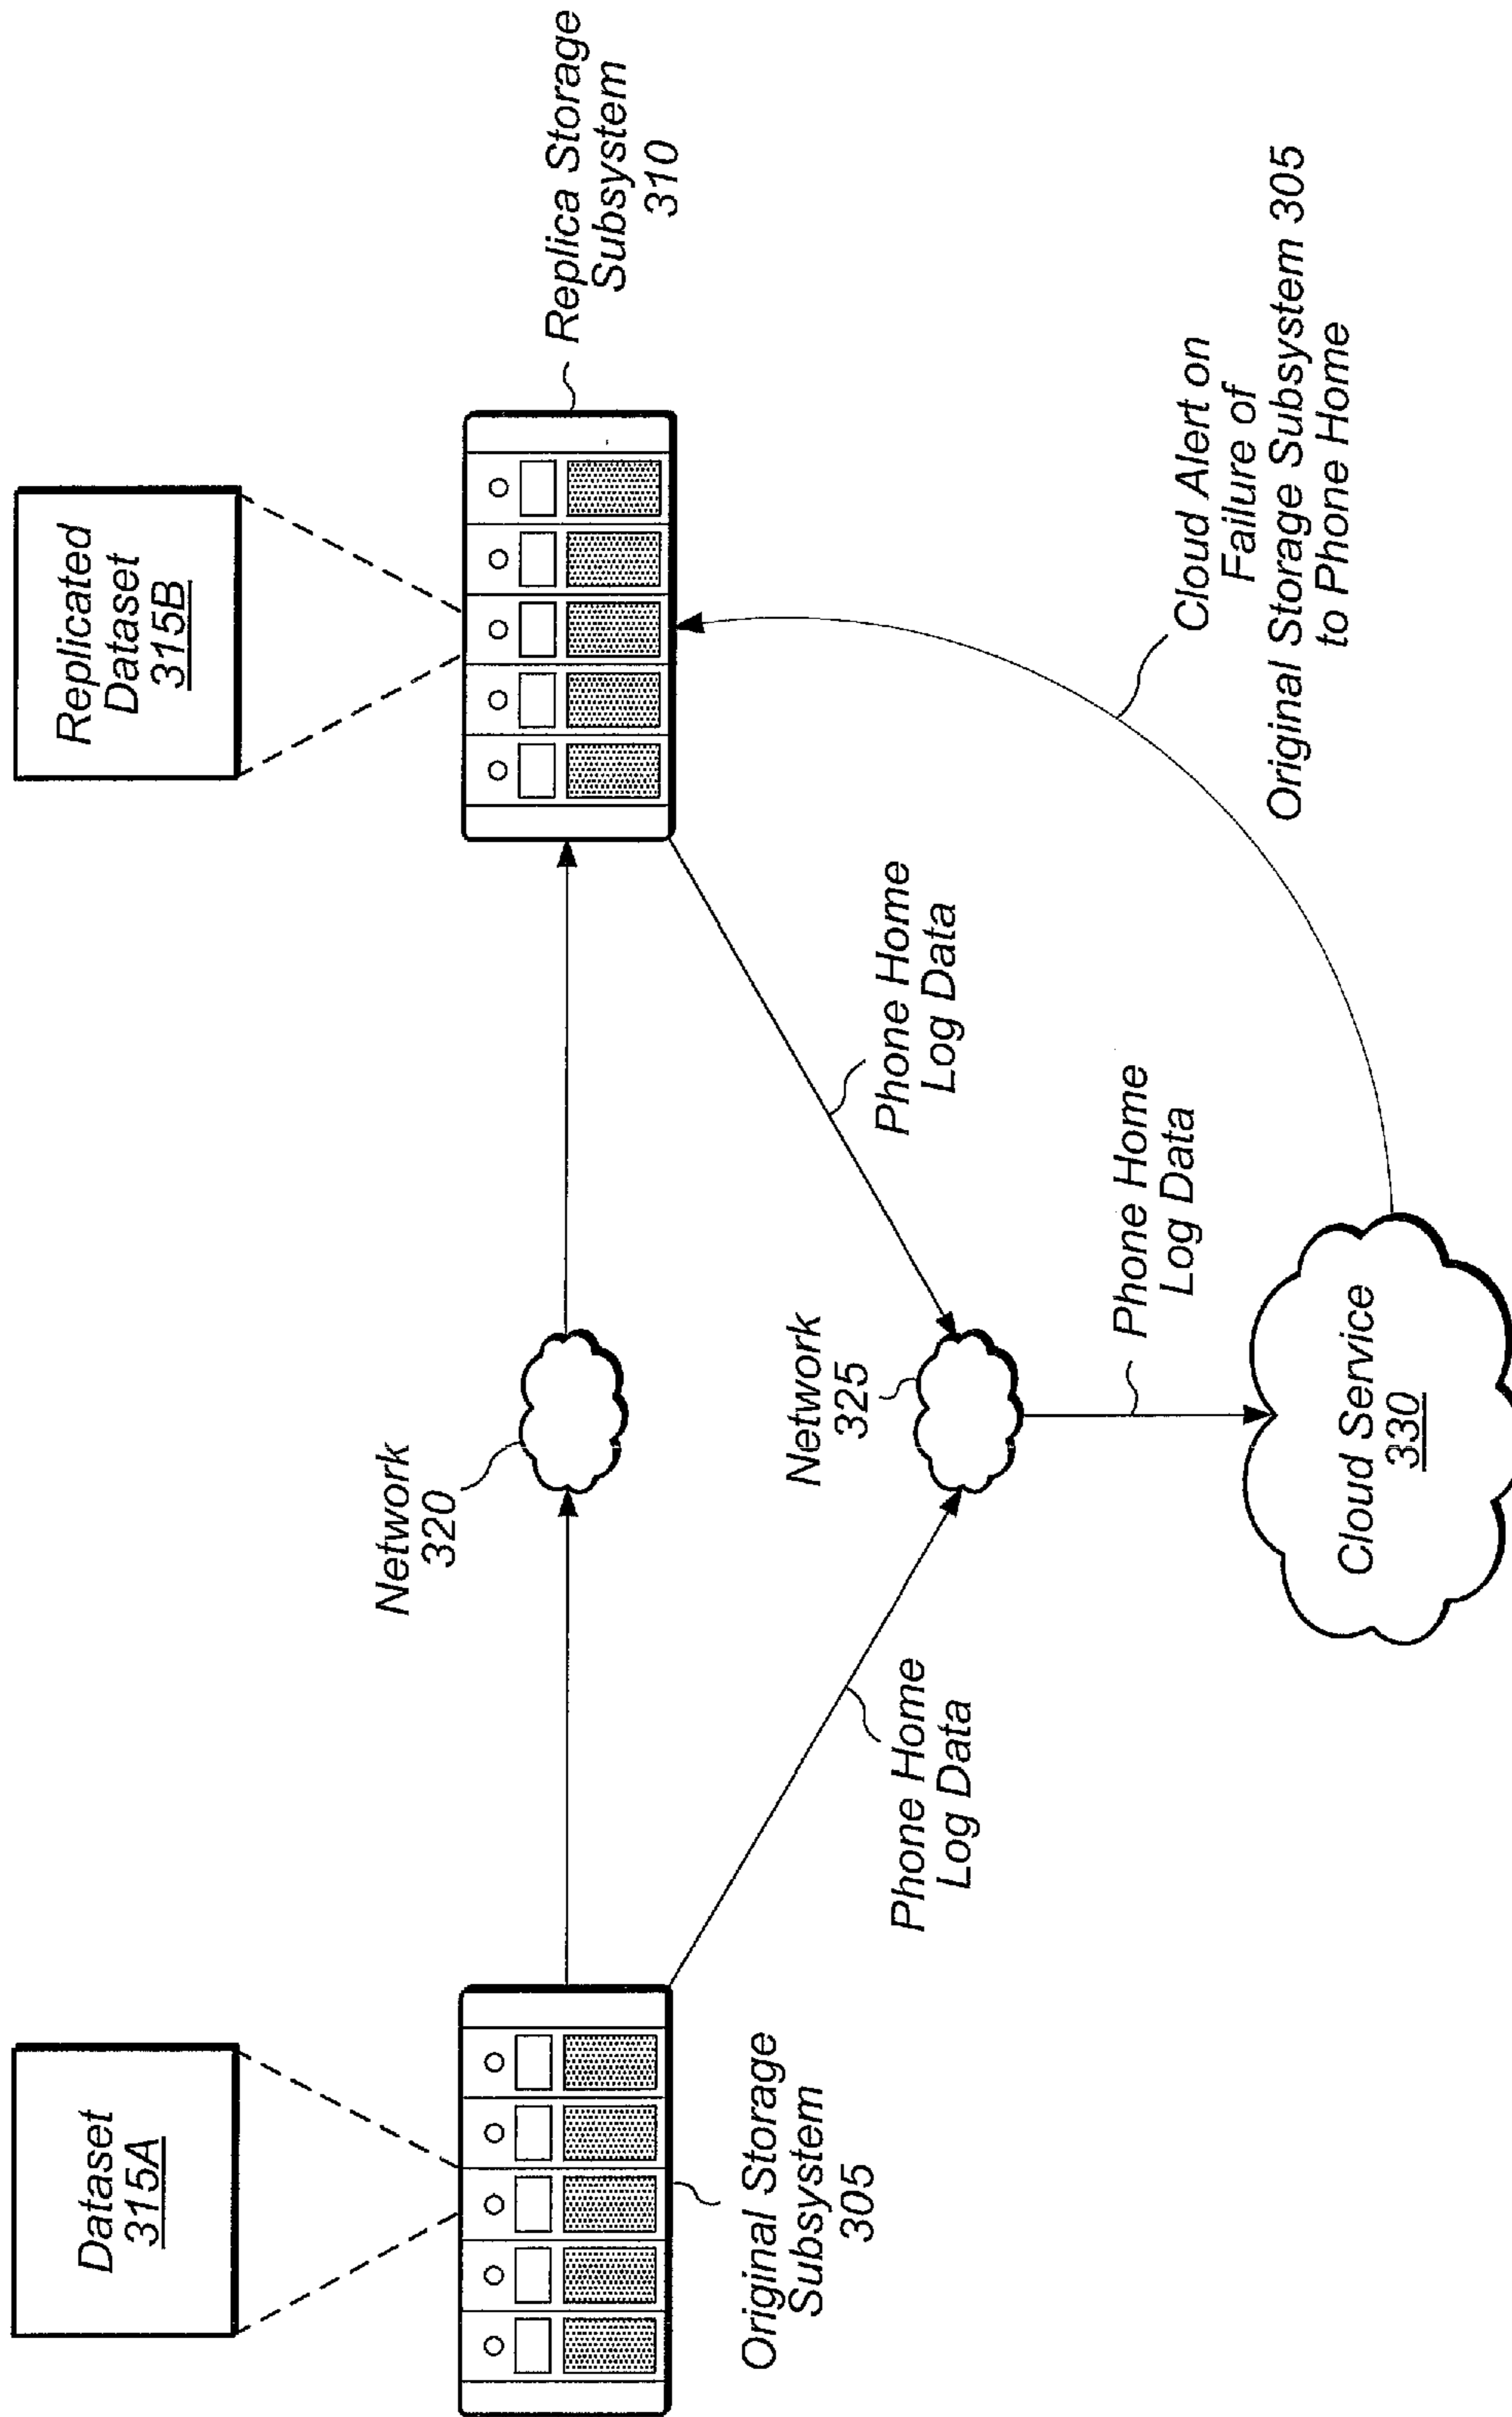 Dataset
315A
Replicated
Dataset
315B
Original Storage
Subsystem
305
Network
320
Replica Storage
Subsystem
310
Phone Home
Log Data
Network
325
Phone Home
Log Data
Phone Home
Log Data
Cloud Service
330
Cloud Alert on
Failure of
Original Storage Subsystem 305
to Phone Home